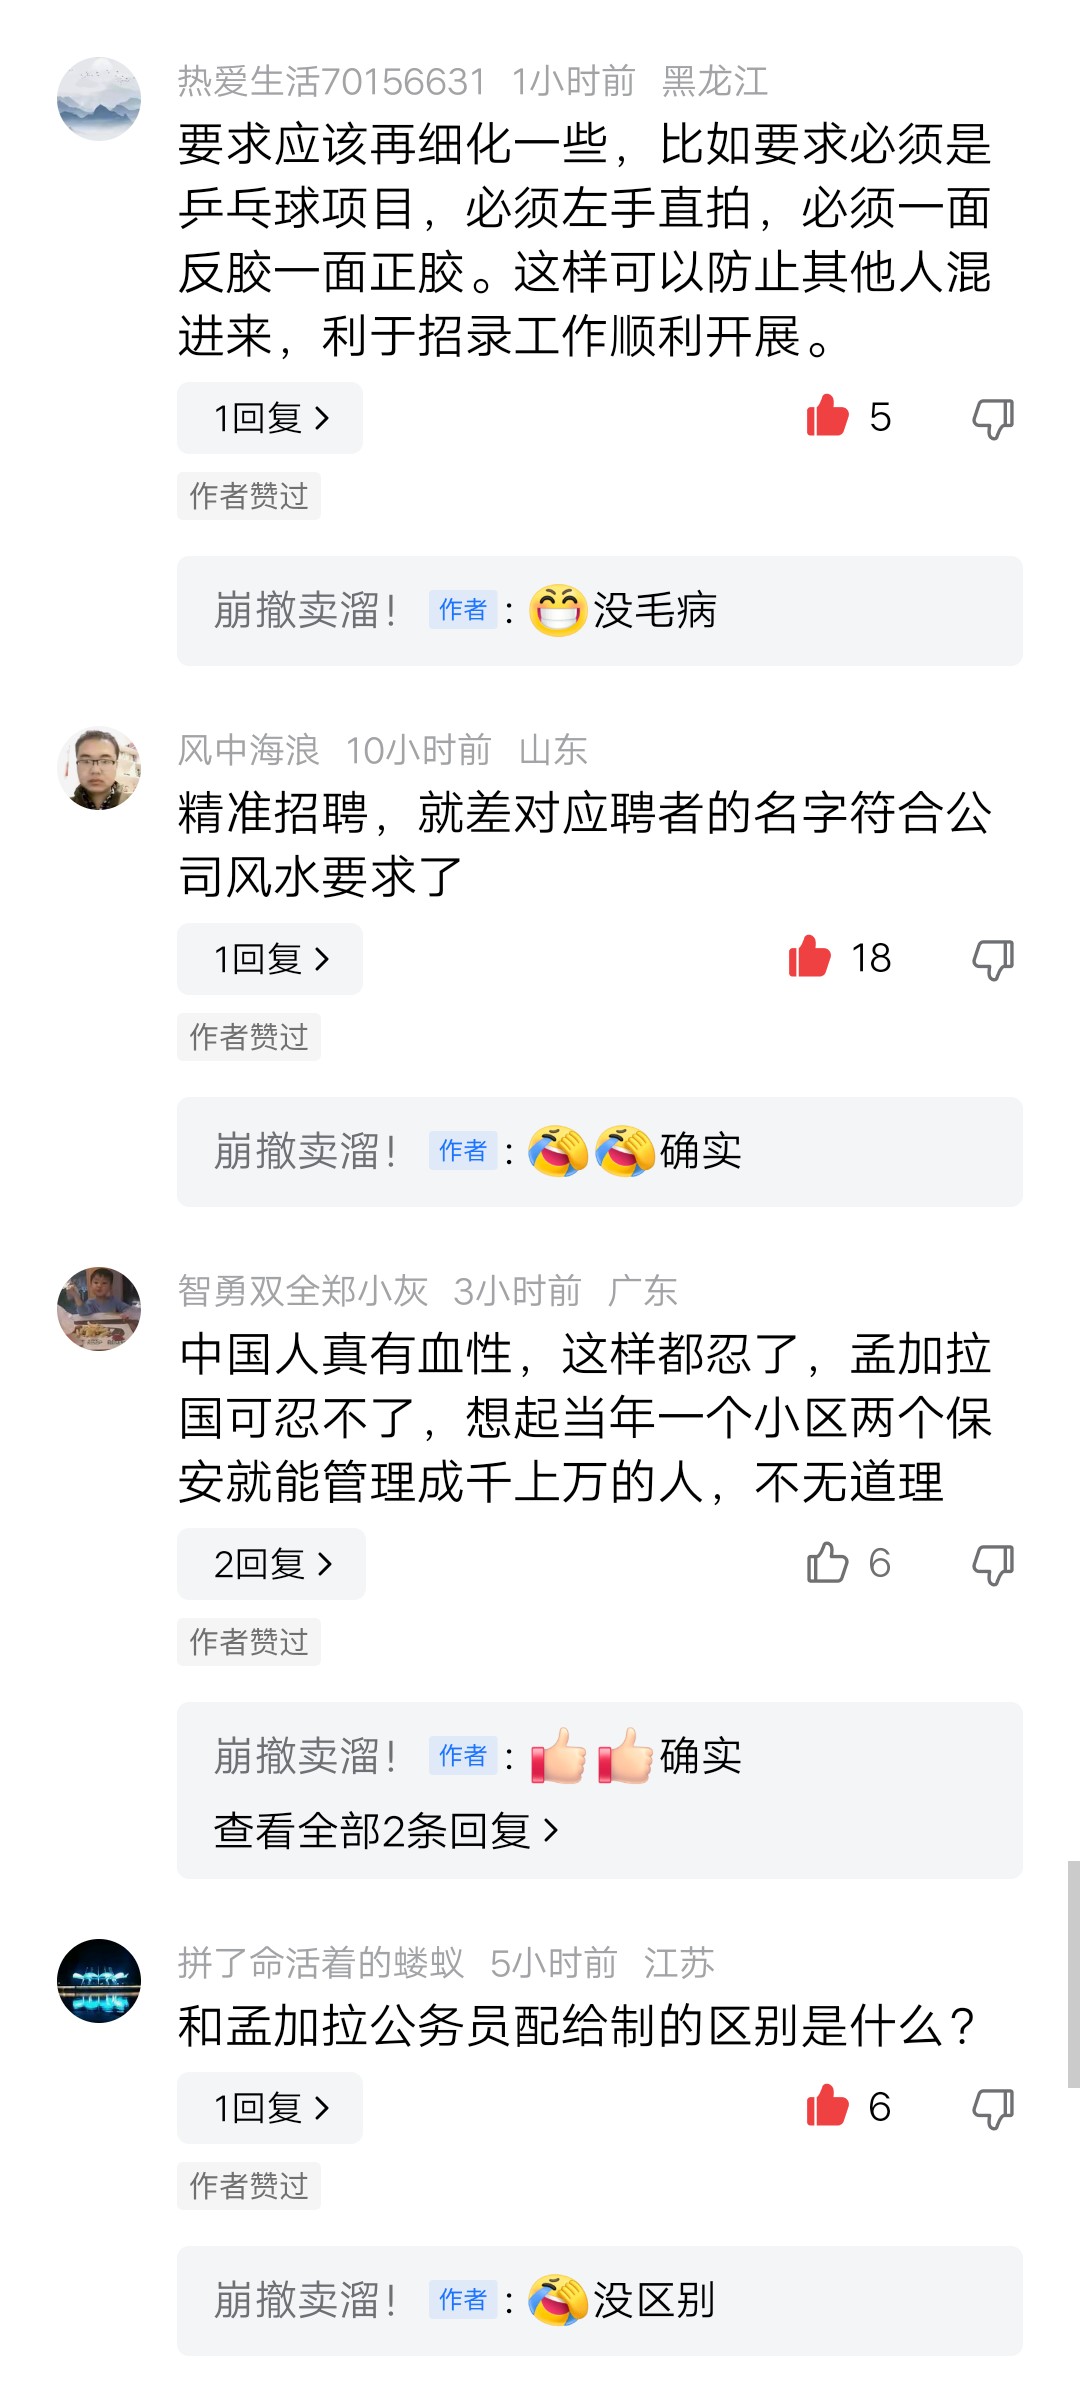 热爱生活70156631 1小时前 黑龙江
要求应该再细化一些，比如要求必须是
乒乓球项目，必须左手直拍，必须一面
反胶一面正胶。这样可以防止其他人混
进来，利于招录工作顺利开展。
1回复 >
5
作者赞过
崩撤卖溜！ 作者：😁没毛病
风中海浪 10小时前 山东
精准招聘，就差对应聘者的名字符合公
司风水要求了
1回复 >
18
作者赞过
崩撤卖溜！ 作者：🤣🤣确实
智勇双全郑小灰 3小时前 广东
中国人真有血性，这样都忍了，孟加拉
国可忍不了，想起当年一个小区两个保
安就能管理成千上万的人，不无道理
2回复 >
6
作者赞过
崩撤卖溜！ 作者：👍👍确实
查看全部2条回复 >
拼了命活着的蝼蚁 5小时前 江苏
和孟加拉公务员配给制的区别是什么？
1回复 >
6
作者赞过
崩撤卖溜！ 作者：🤣没区别